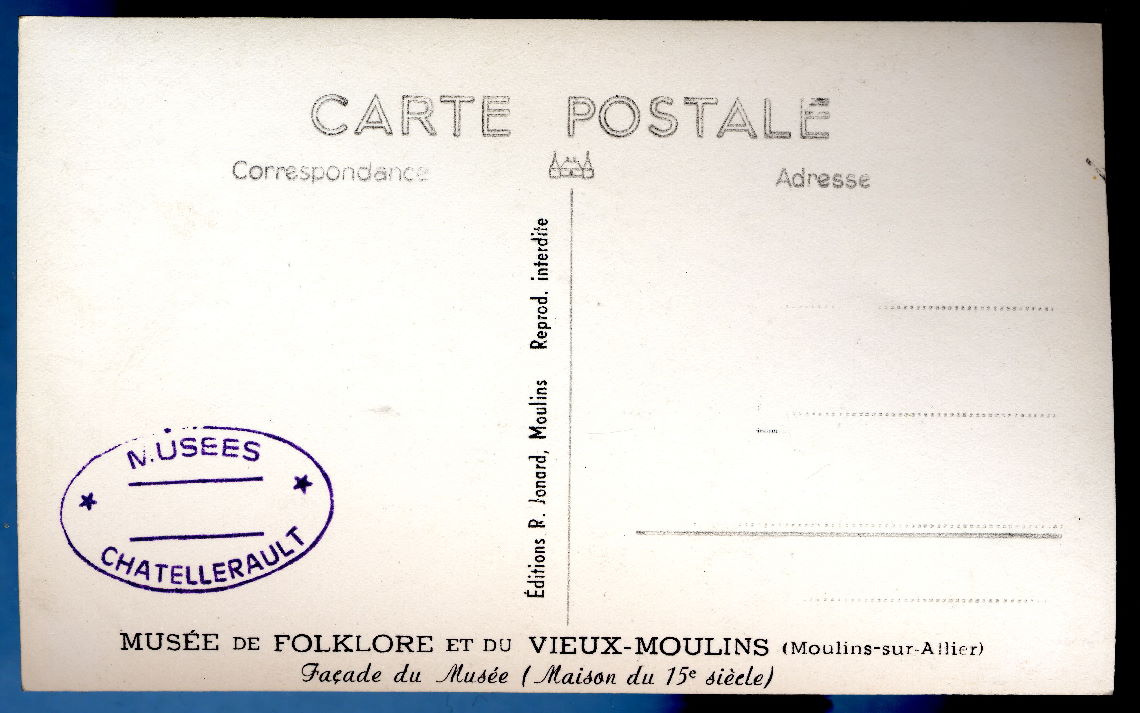 CARTE POSTALE
Correspondance
Adresse
Éditions R. Jonard, Moulins Reprod. interdite
MUSEES
CHATELLERAULT
MUSÉE DE FOLKLORE ET DU VIEUX-MOULINS (Moulins-sur-Allier)
Façade du Musée (Maison du 15e siècle)